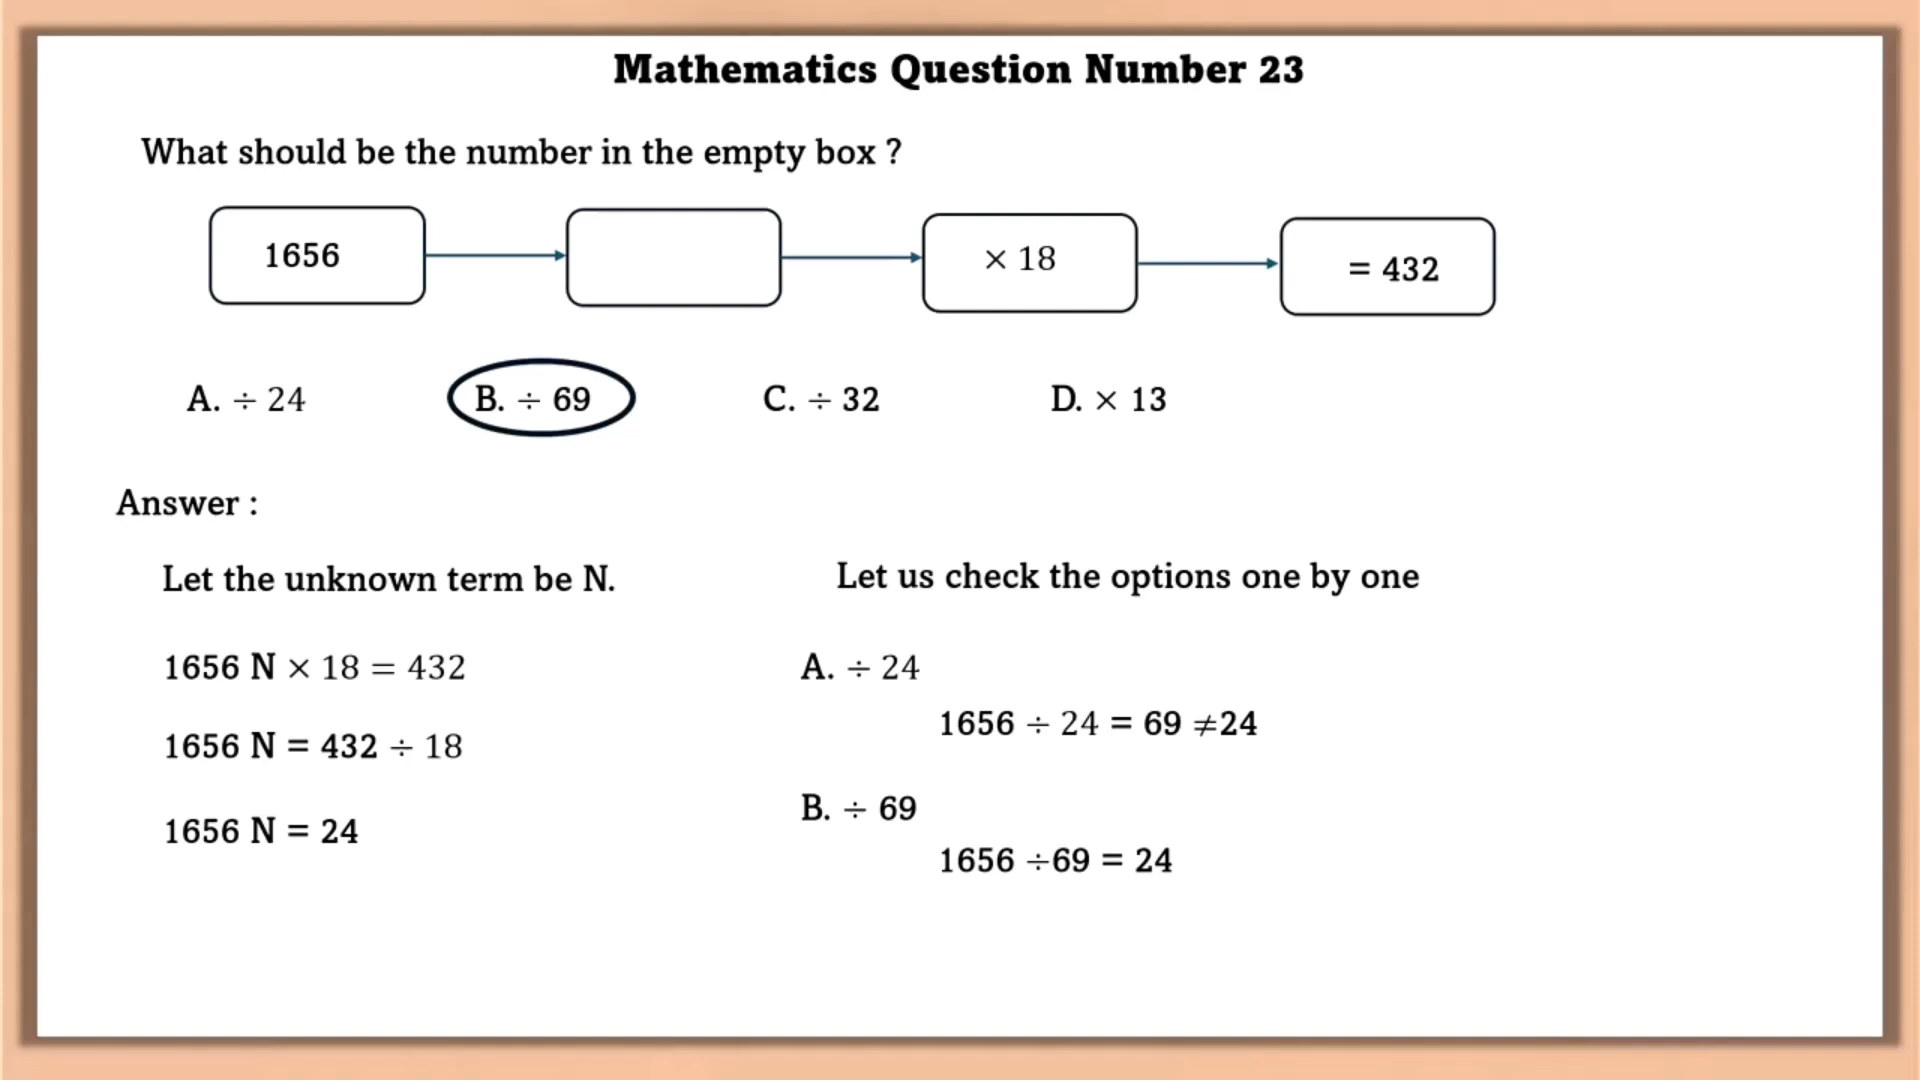 Mathematics Question Number 23
What should be the number in the empty box ?
1656 × 18 = 432
A. ÷ 24 B. ÷ 69 C. ÷ 32 D. × 13
Answer :
Let the unknown term be N.
1656 N × 18 = 432
1656 N = 432 ÷ 18
1656 N = 24
Let us check the options one by one
A. ÷ 24
1656 ÷ 24 = 69 ≠24
B. ÷ 69
1656 ÷69 = 24